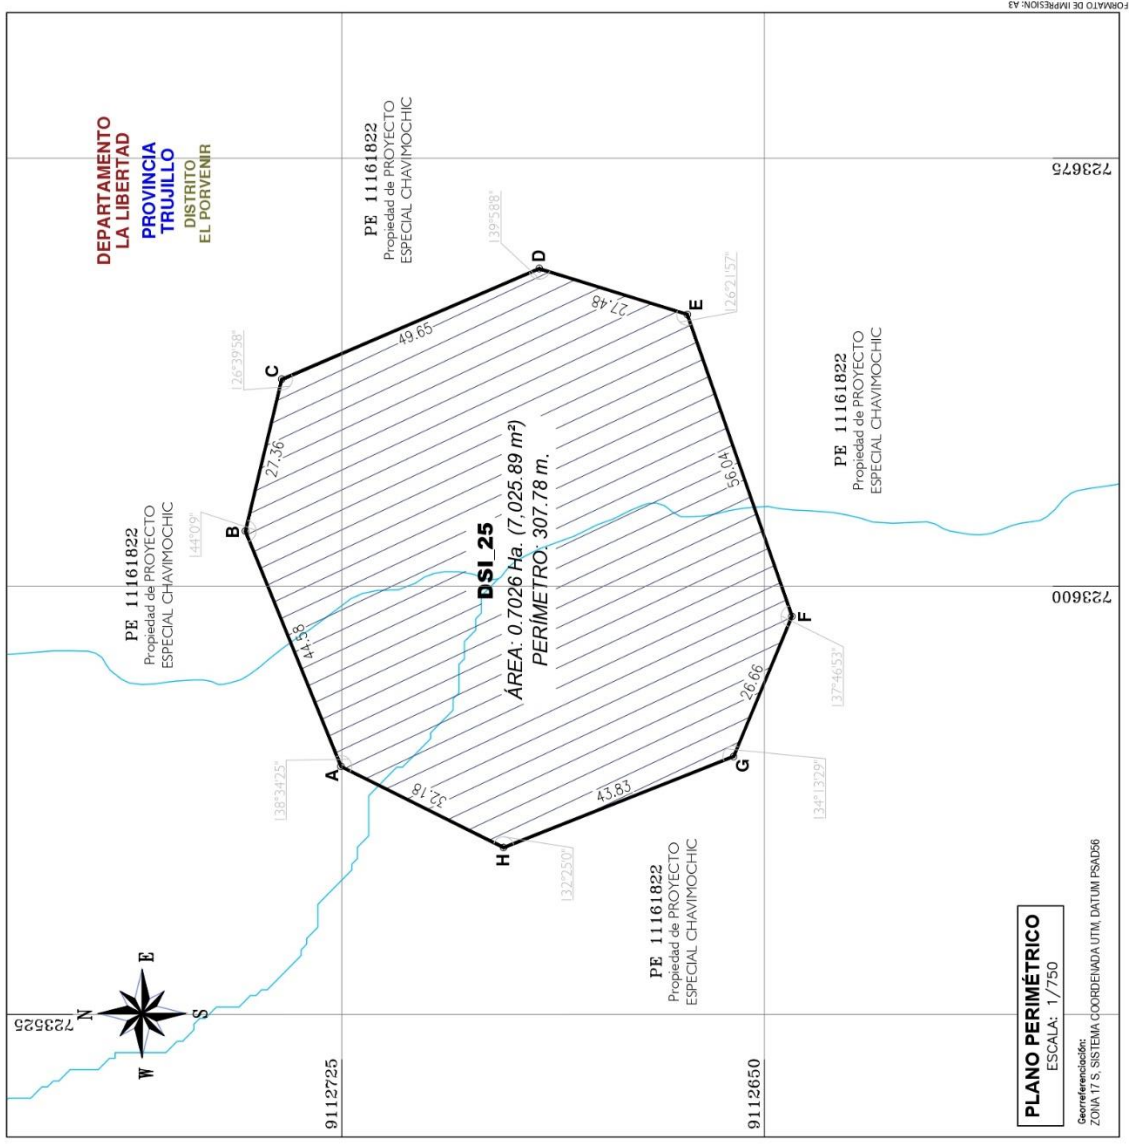 FORMATO DE IMPRESION: A3
DEPARTAMENTO
LA LIBERTAD
PROVINCIA
TRUJILLO
DISTRITO
EL PORVENIR
723525
723600
723675
9112725
9112650
N
E
S
W
PE 11161822
Propiedad de PROYECTO
ESPECIAL CHAVIMOCHIC
PE 11161822
Propiedad de PROYECTO
ESPECIAL CHAVIMOCHIC
PE 11161822
Propiedad de PROYECTO
ESPECIAL CHAVIMOCHIC
PE 11161822
Propiedad de PROYECTO
ESPECIAL CHAVIMOCHIC
A
B
C
D
E
F
G
H
44.58
27.36
49.65
27.48
56.04
26.66
43.83
32.18
138°34'25"
144°0'9"
126°39'58"
139°58'8"
126°21'57"
137°46'53"
134°13'29"
132°25'0"
DSI_25
ÁREA: 0.7026 Ha. (7,025.89 m²)
PERÍMETRO: 307.78 m.
PLANO PERIMÉTRICO
ESCALA: 1/750
Georreferenciación:
ZONA 17 S, SISTEMA COORDENADA UTM, DATUM PSAD56